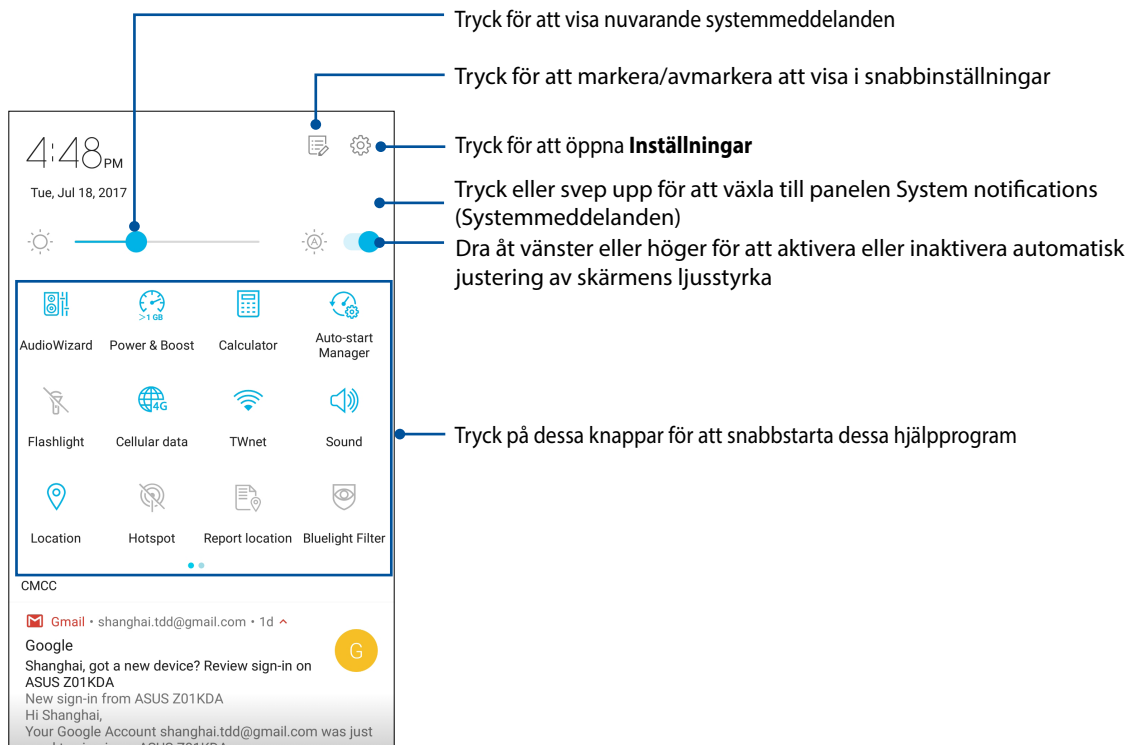 Tryck för att visa nuvarande systemmeddelanden
Tryck för att markera/avmarkera att visa i snabbinställningar
Tryck för att öppna Inställningar
Tryck eller svep upp för att växla till panelen System notifications
(Systemmeddelanden)
Dra åt vänster eller höger för att aktivera eller inaktivera automatisk
justering av skärmens ljusstyrka
Tryck på dessa knappar för att snabbstarta dessa hjälpprogram
4:48 PM
Tue, Jul 18, 2017
A
>1 GB
AudioWizard Power & Boost Calculator Auto-start
Manager
4G
Flashlight Cellular data TWnet Sound
Location Hotspot Report location Bluelight Filter
CMCC
Gmail • shanghai.tdd@gmail.com • 1d
Google
G
Shanghai, got a new device? Review sign-in on
ASUS Z01KDA
New sign-in from ASUS Z01KDA
Hi Shanghai,
Your Google Account shanghai.tdd@gmail.com was just